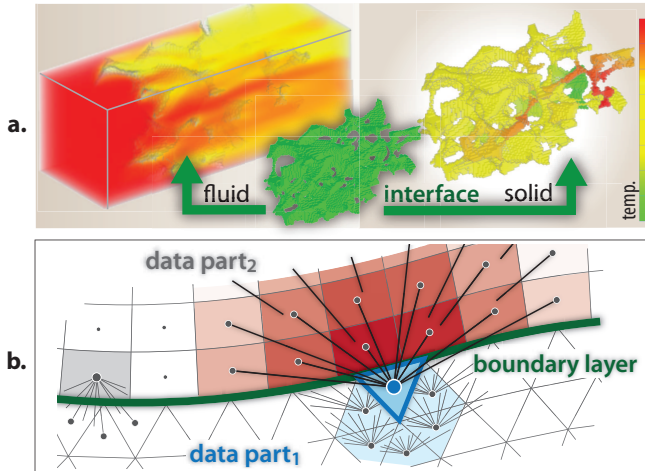 a.
fluid
interface
solid
temp.
data part2
b.
boundary layer
data part1